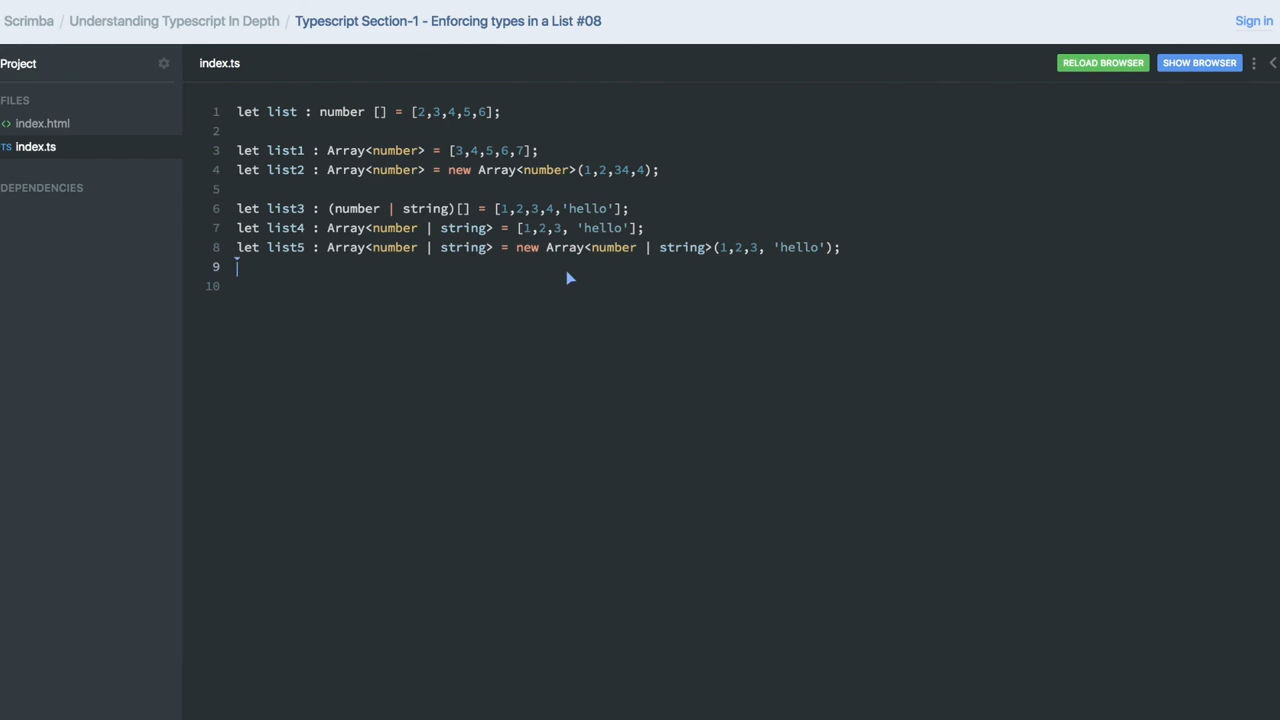 Scrimba / Understanding Typescript In Depth / Typescript Section-1 - Enforcing types in a List #08
Sign in
Project
index.ts
RELOAD BROWSER
SHOW BROWSER
FILES
<> index.html
TS index.ts
DEPENDENCIES
1 let list : number [] = [2,3,4,5,6];
2
3 let list1 : Array<number> = [3,4,5,6,7];
4 let list2 : Array<number> = new Array<number>(1,2,34,4);
5
6 let list3 : (number | string)[] = [1,2,3,4,'hello'];
7 let list4 : Array<number | string> = [1,2,3, 'hello'];
8 let list5 : Array<number | string> = new Array<number | string>(1,2,3, 'hello');
9
10